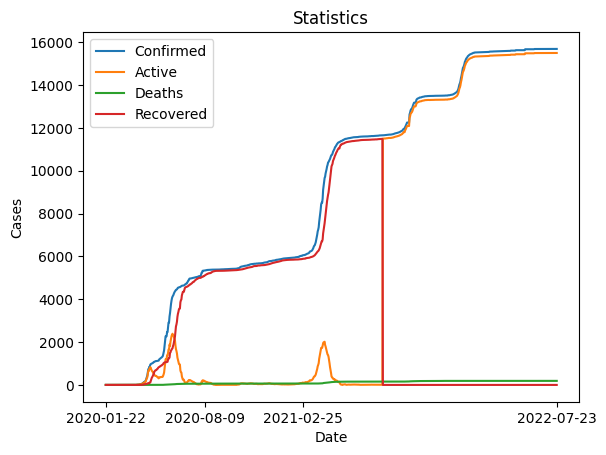 Statistics
Confirmed
Active
Deaths
Recovered
16000
14000
12000
10000
8000
6000
4000
2000
0
Cases
2020-01-22 2020-08-09 2021-02-25 2022-07-23
Date